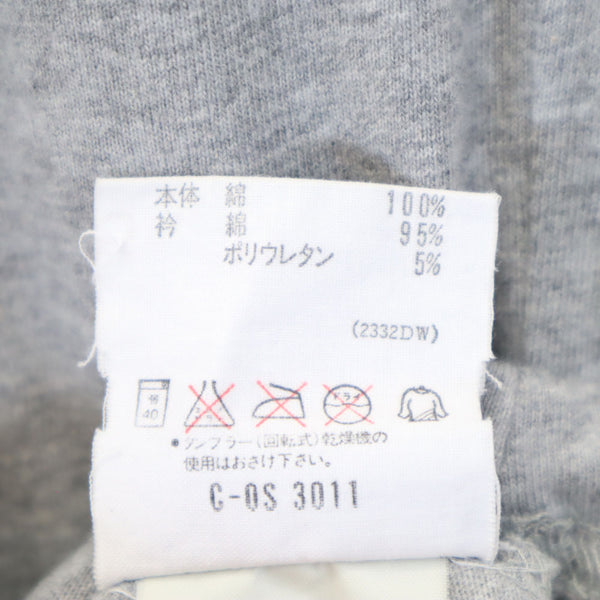 本体 綿 100%
衿 綿 95%
ポリウレタン 5%
(2332DW)
40
ドライ
●タンブラー(回転式)乾燥機の
使用はおさけ下さい。
C-OS 3011